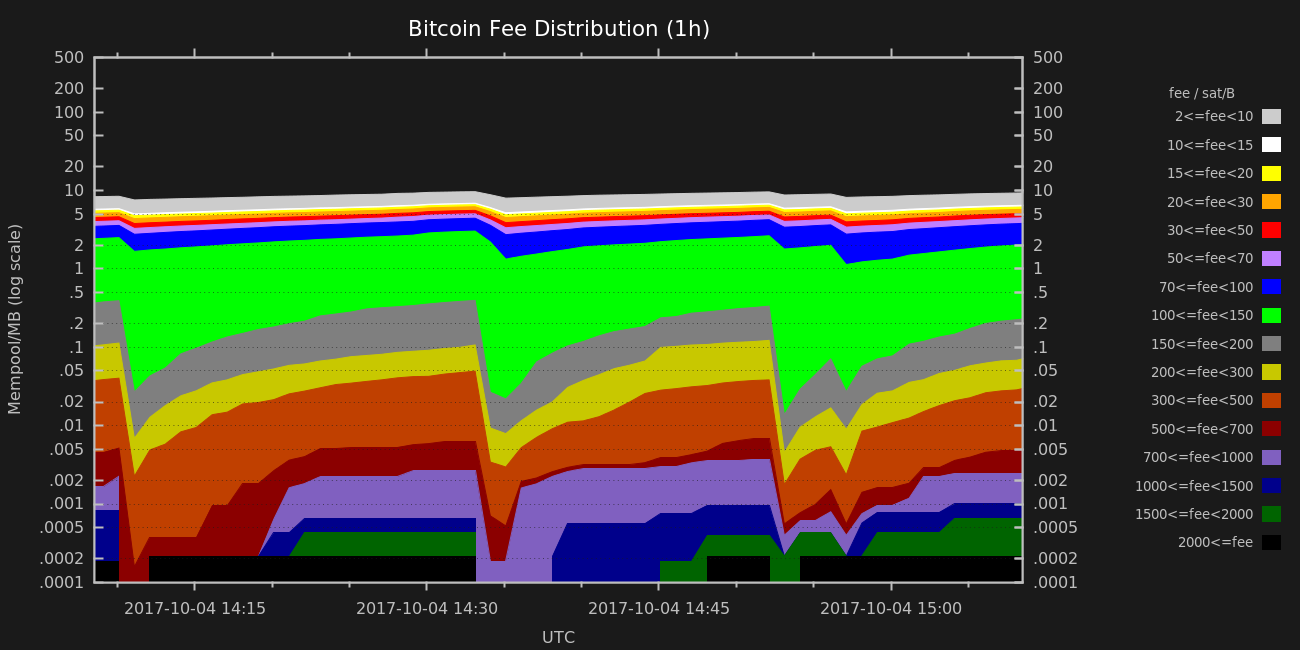 Bitcoin Fee Distribution (1h)
Mempool/MB (log scale)
500
200
100
50
20
10
5
2
1
.5
.2
.1
.05
.02
.01
.005
.002
.001
.0005
.0002
.0001
500
200
100
50
20
10
5
2
1
.5
.2
.1
.05
.02
.01
.005
.002
.001
.0005
.0002
.0001
fee / sat/B
2<=fee<10
10<=fee<15
15<=fee<20
20<=fee<30
30<=fee<50
50<=fee<70
70<=fee<100
100<=fee<150
150<=fee<200
200<=fee<300
300<=fee<500
500<=fee<700
700<=fee<1000
1000<=fee<1500
1500<=fee<2000
2000<=fee
2017-10-04 14:15
2017-10-04 14:30
2017-10-04 14:45
2017-10-04 15:00
UTC